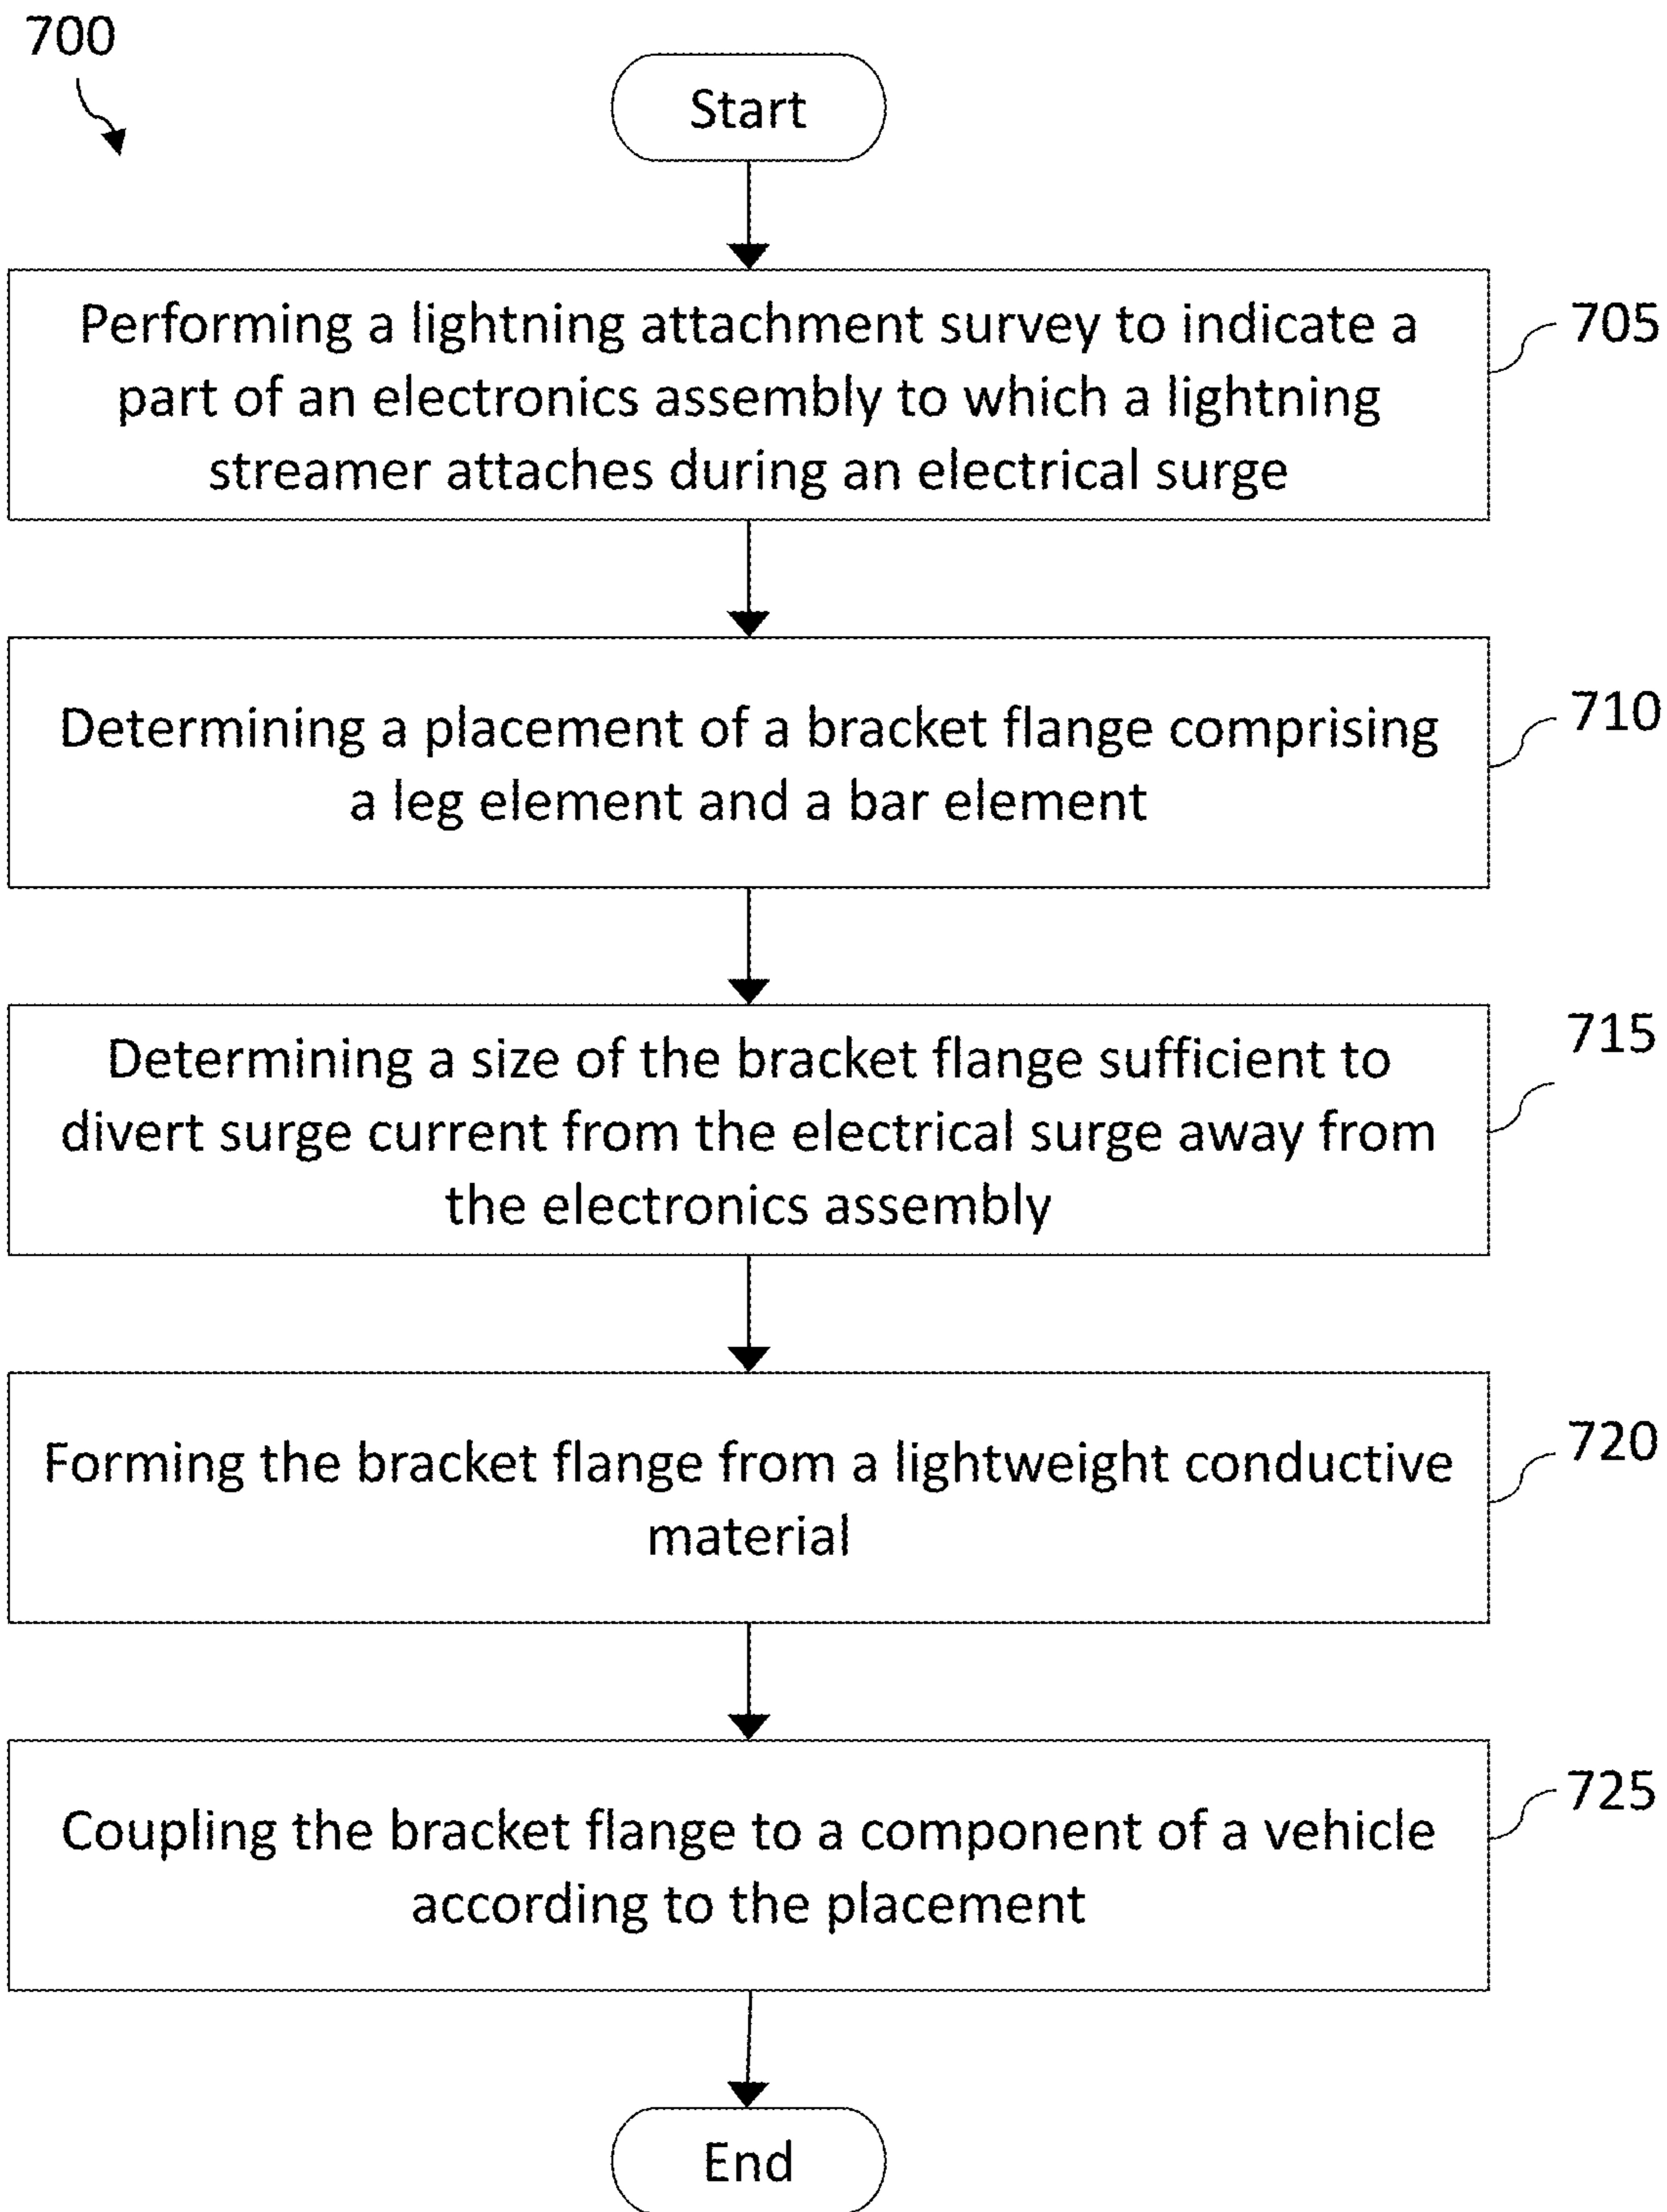 700
Start
Performing a lightning attachment survey to indicate a
part of an electronics assembly to which a lightning
streamer attaches during an electrical surge
705
Determining a placement of a bracket flange comprising
a leg element and a bar element
710
Determining a size of the bracket flange sufficient to
divert surge current from the electrical surge away from
the electronics assembly
715
Forming the bracket flange from a lightweight conductive
material
720
Coupling the bracket flange to a component of a vehicle
according to the placement
725
End